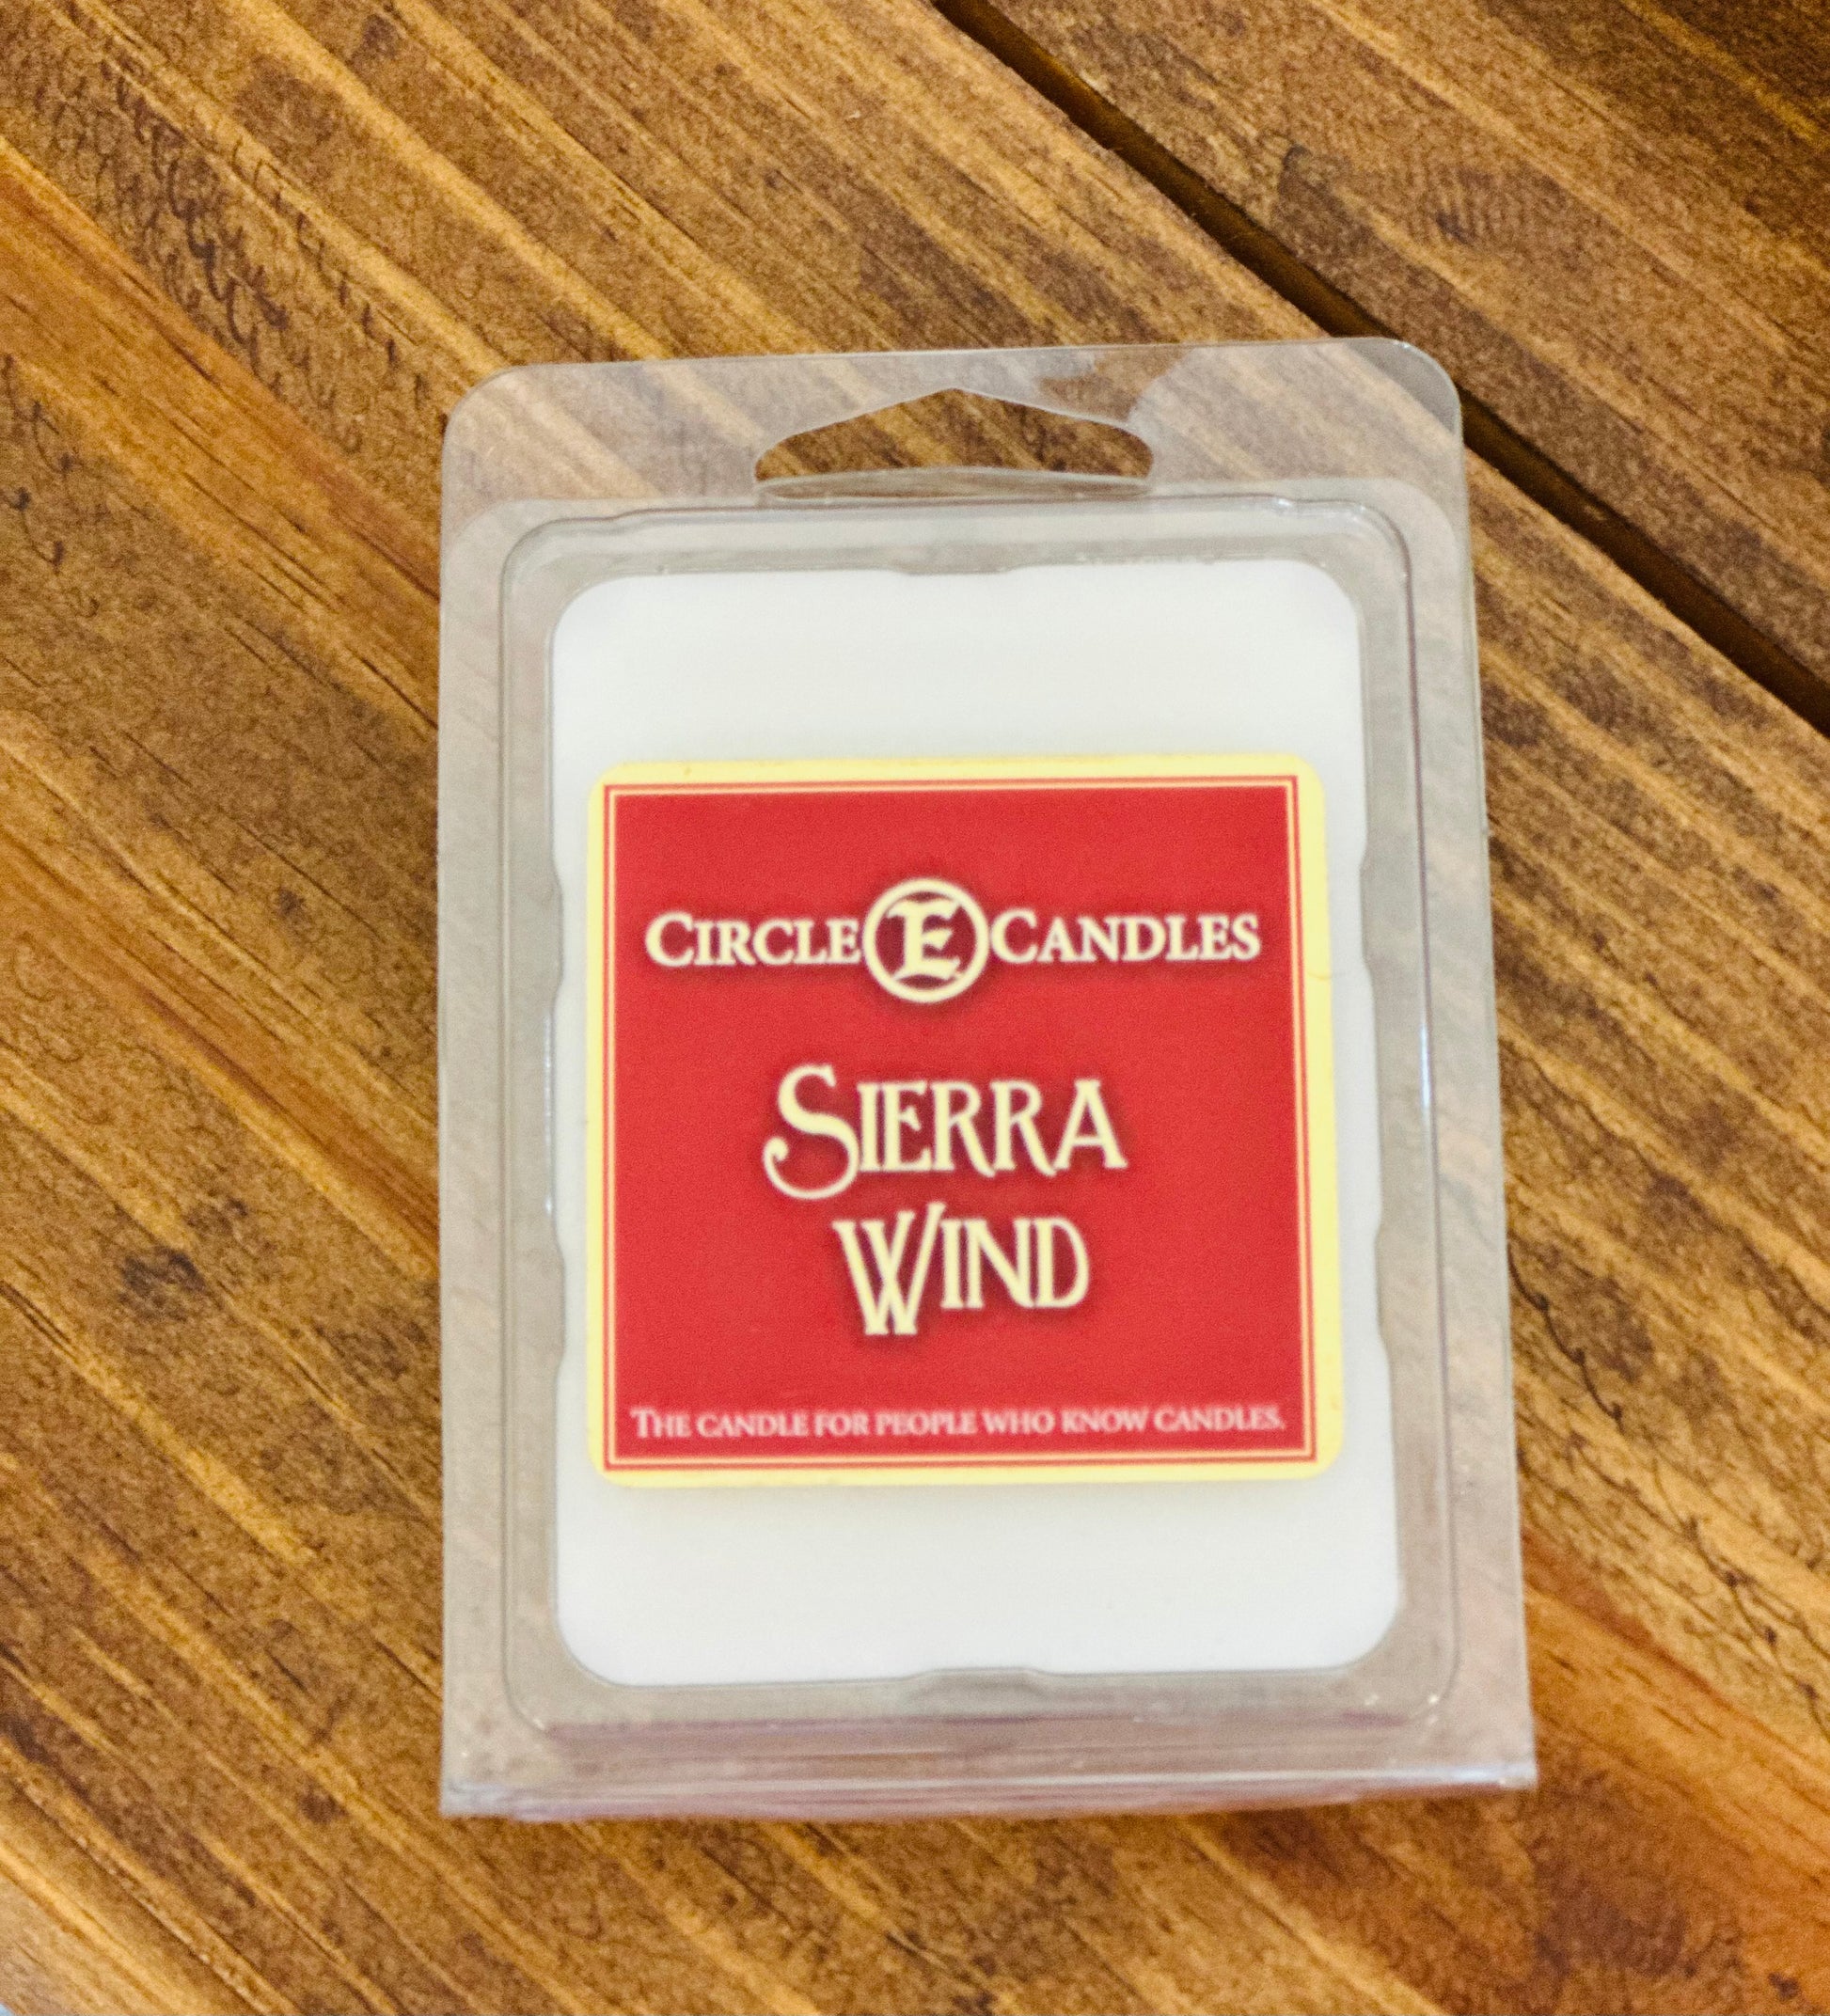 CIRCLE E CANDLES
SIERRA
WIND
THE CANDLE FOR PEOPLE WHO KNOW CANDLES.